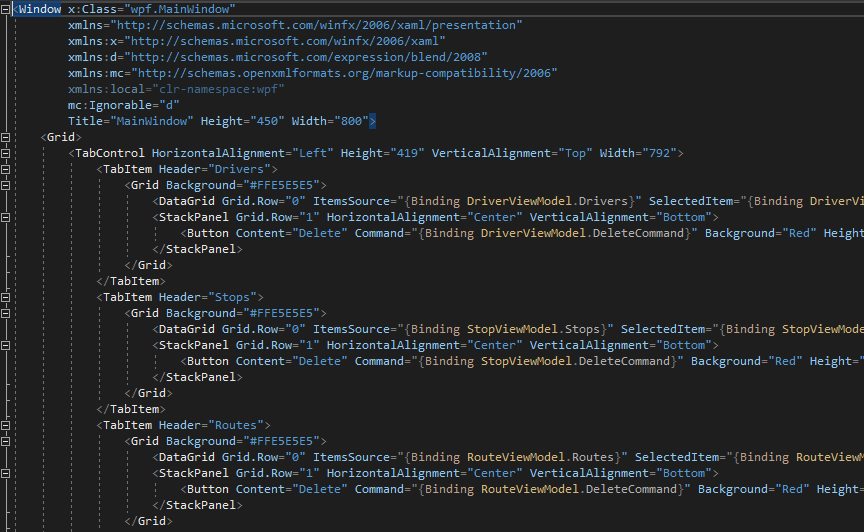 <Window x:Class="wpf.MainWindow"
xmlns="http://schemas.microsoft.com/winfx/2006/xaml/presentation"
xmlns:x="http://schemas.microsoft.com/winfx/2006/xaml"
xmlns:d="http://schemas.microsoft.com/expression/blend/2008"
xmlns:mc="http://schemas.openxmlformats.org/markup-compatibility/2006"
xmlns:local="clr-namespace:wpf"
mc:Ignorable="d"
Title="MainWindow" Height="450" Width="800">
<Grid>
<TabControl HorizontalAlignment="Left" Height="419" VerticalAlignment="Top" Width="792">
<TabItem Header="Drivers">
<Grid Background="#FFE5E5E5">
<DataGrid Grid.Row="0" ItemsSource="{Binding DriverViewModel.Drivers}" SelectedItem="{Binding DriverVi
<StackPanel Grid.Row="1" HorizontalAlignment="Center" VerticalAlignment="Bottom">
<Button Content="Delete" Command="{Binding DriverViewModel.DeleteCommand}" Background="Red" Height
</StackPanel>
</Grid>
</TabItem>
<TabItem Header="Stops">
<Grid Background="#FFE5E5E5">
<DataGrid Grid.Row="0" ItemsSource="{Binding StopViewModel.Stops}" SelectedItem="{Binding StopViewMode
<StackPanel Grid.Row="1" HorizontalAlignment="Center" VerticalAlignment="Bottom">
<Button Content="Delete" Command="{Binding StopViewModel.DeleteCommand}" Background="Red" Height="
</StackPanel>
</Grid>
</TabItem>
<TabItem Header="Routes">
<Grid Background="#FFE5E5E5">
<DataGrid Grid.Row="0" ItemsSource="{Binding RouteViewModel.Routes}" SelectedItem="{Binding RouteViewM
<StackPanel Grid.Row="1" HorizontalAlignment="Center" VerticalAlignment="Bottom">
<Button Content="Delete" Command="{Binding RouteViewModel.DeleteCommand}" Background="Red" Height=
</StackPanel>
</Grid>